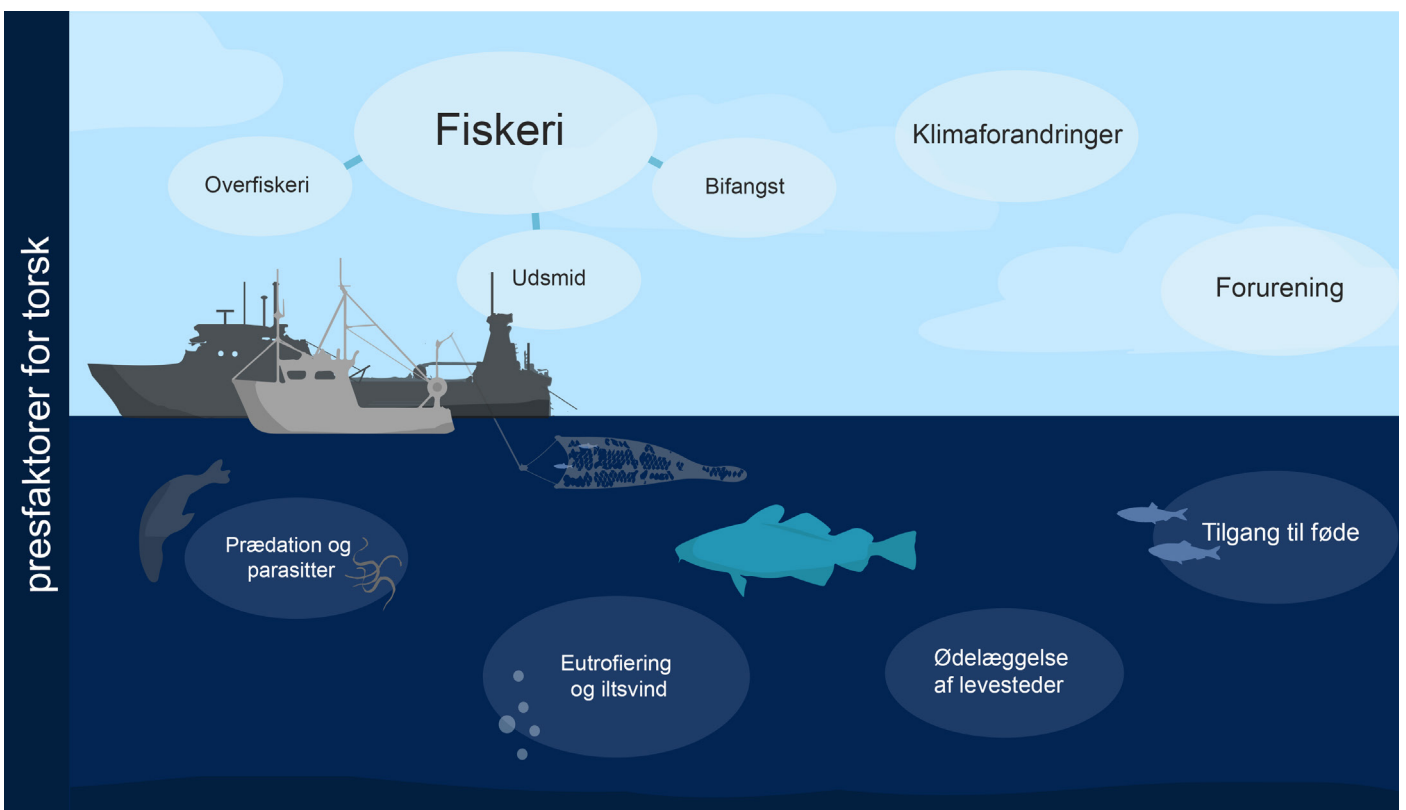 presfaktorer for torsk
Fiskeri
Klimaforandringer
Overfiskeri
Bifangst
Udsmid
Forurening
Tilgang til føde
Prædation og
parasitter
Eutrofiering
og iltsvind
Ødelæggelse
af levesteder